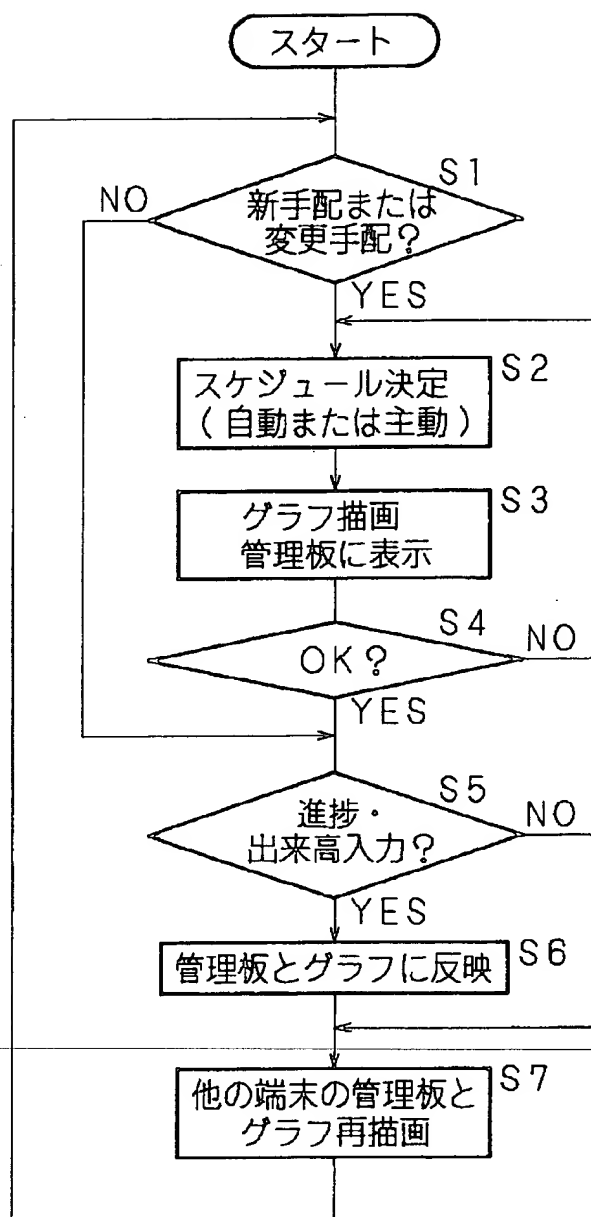 スタート
S1
NO
新手配または
変更手配?
YES
S2
スケジュール決定
(自動または主動)
S3
グラフ描画
管理板に表示
S4
OK?
NO
YES
S5
進捗・
出来高入力?
NO
YES
S6
管理板とグラフに反映
S7
他の端末の管理板と
グラフ再描画